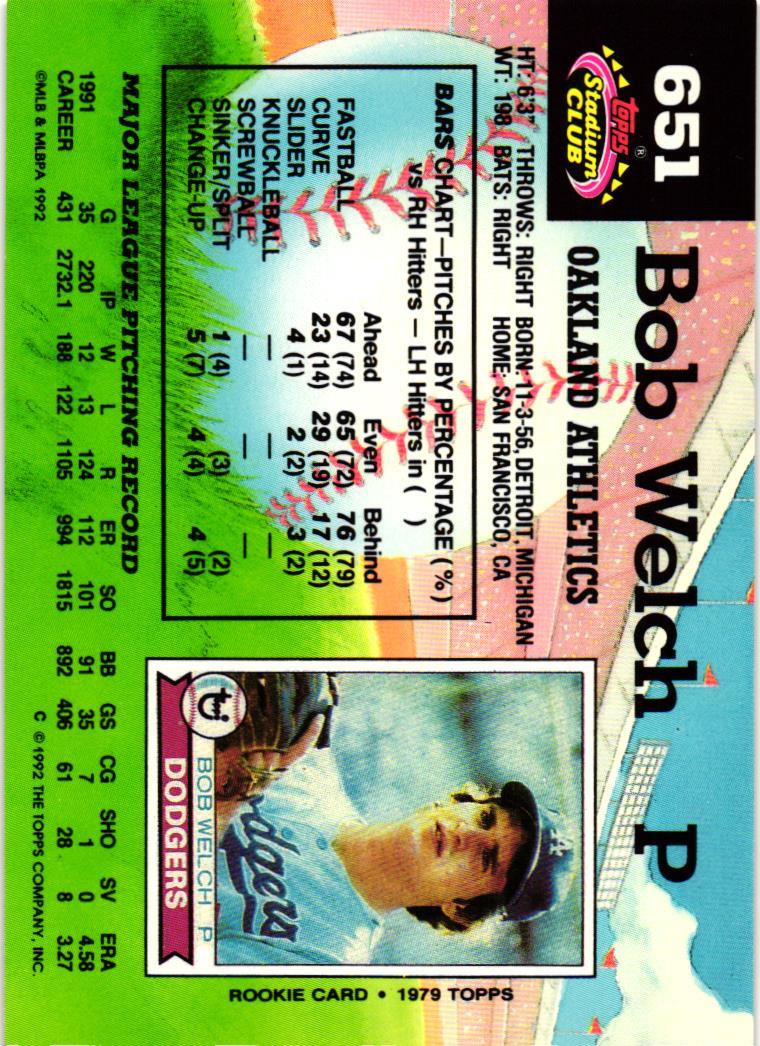 651
Bob Welch P
Topps®
Stadium
CLUB
OAKLAND ATHLETICS
HT: 6'3" THROWS: RIGHT BORN: 11-3-56, DETROIT, MICHIGAN
WT: 198 BATS: RIGHT HOME: SAN FRANCISCO, CA
BARS CHART—PITCHES BY PERCENTAGE (%)
vs RH Hitters — LH Hitters in ( )
Ahead Even Behind
FASTBALL 67 (74) 65 (72) 76 (79)
CURVE 23 (14) 29 (19) 17 (12)
SLIDER 4 (1) 2 (2) 3 (2)
KNUCKLEBALL — — —
SCREWBALL — — —
SINKER/SPLIT 1 (4) (3) (2)
CHANGE-UP 5 (7) 4 (4) 4 (5)
ROOKIE CARD • 1979 TOPPS
Dodgers
LA
BOB WELCH P
DODGERS
MAJOR LEAGUE PITCHING RECORD
G IP W L R ER SO BB GS CG SHO SV ERA
1991 35 220 12 13 124 112 101 91 35 7 1 0 4.58
CAREER 431 2732.1 188 122 1105 994 1815 892 406 61 28 8 3.27
©MLB & MLBPA 1992 C ©1992 THE TOPPS COMPANY, INC.